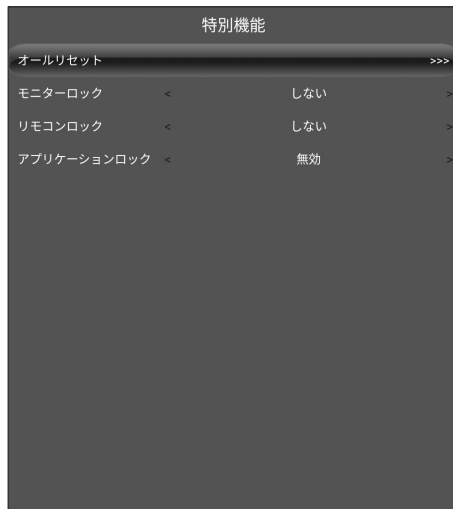 特別機能
オールリセット >>>
モニターロック < しない >
リモコンロック < しない >
アプリケーションロック < 無効 >